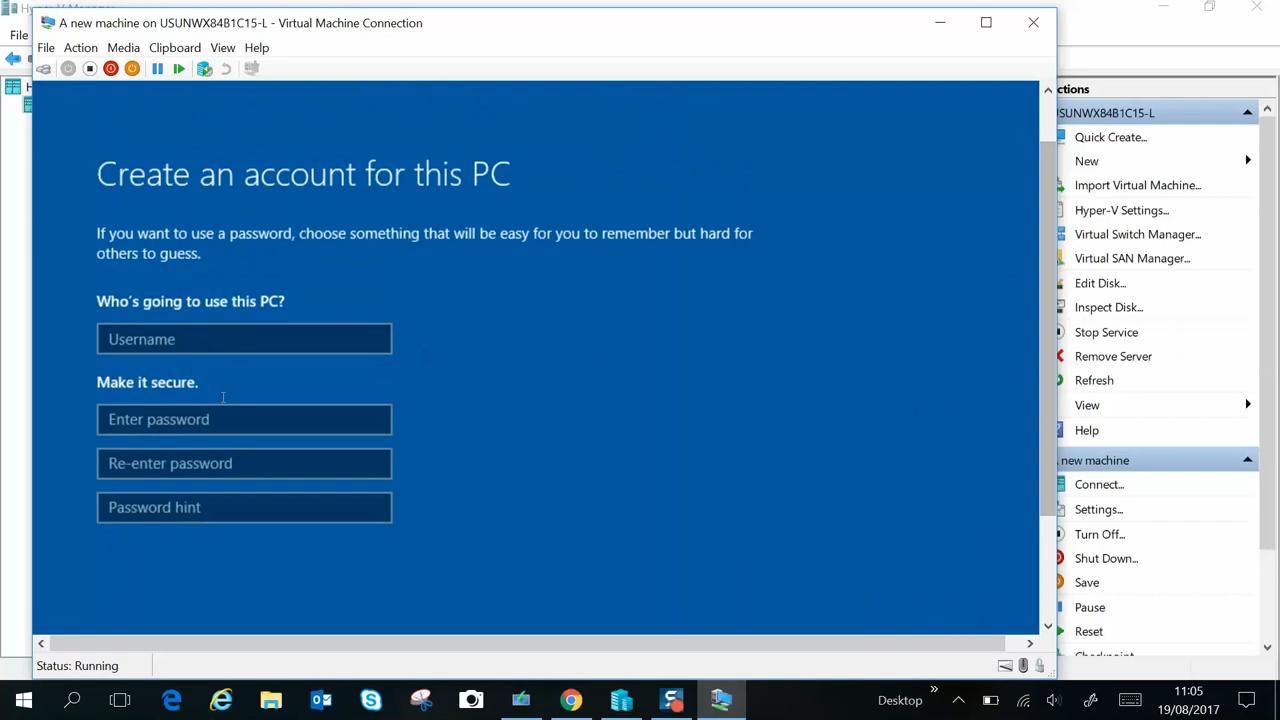 A new machine on USUNWX84B1C15-L - Virtual Machine Connection
File Action Media Clipboard View Help
File
Create an account for this PC
If you want to use a password, choose something that will be easy for you to remember but hard for
others to guess.
Who's going to use this PC?
Username
Make it secure.
Enter password
Re-enter password
Password hint
Status: Running
ctions
USUNWX84B1C15-L
Quick Create...
New
Import Virtual Machine...
Hyper-V Settings...
Virtual Switch Manager...
Virtual SAN Manager...
Edit Disk...
Inspect Disk...
Stop Service
Remove Server
Refresh
View
Help
new machine
Connect...
Settings...
Turn Off...
Shut Down...
Save
Pause
Reset
Desktop
11:05
19/08/2017